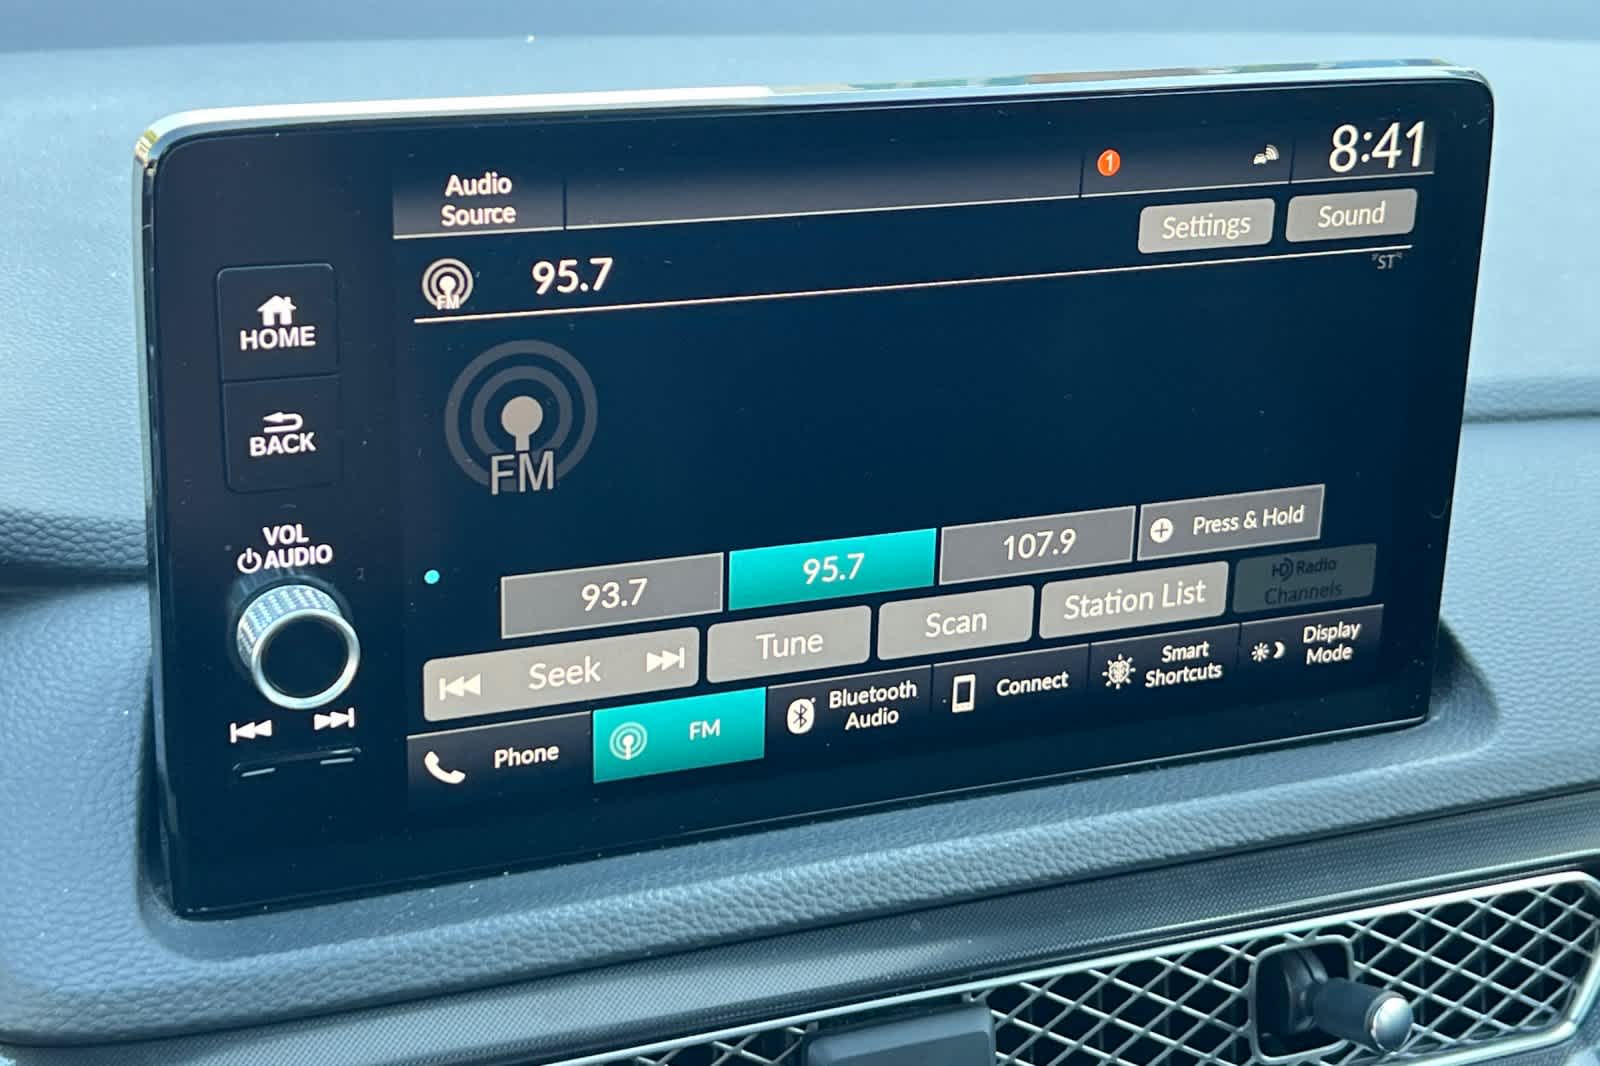 Audio
Source
1
8:41
Settings
Sound
FM
95.7
"ST"
HOME
BACK
FM
VOL
AUDIO
93.7
95.7
107.9
Press & Hold
Seek
Tune
Scan
Station List
HD Radio
Channels
Phone
FM
Bluetooth
Audio
Connect
Smart
Shortcuts
Display
Mode